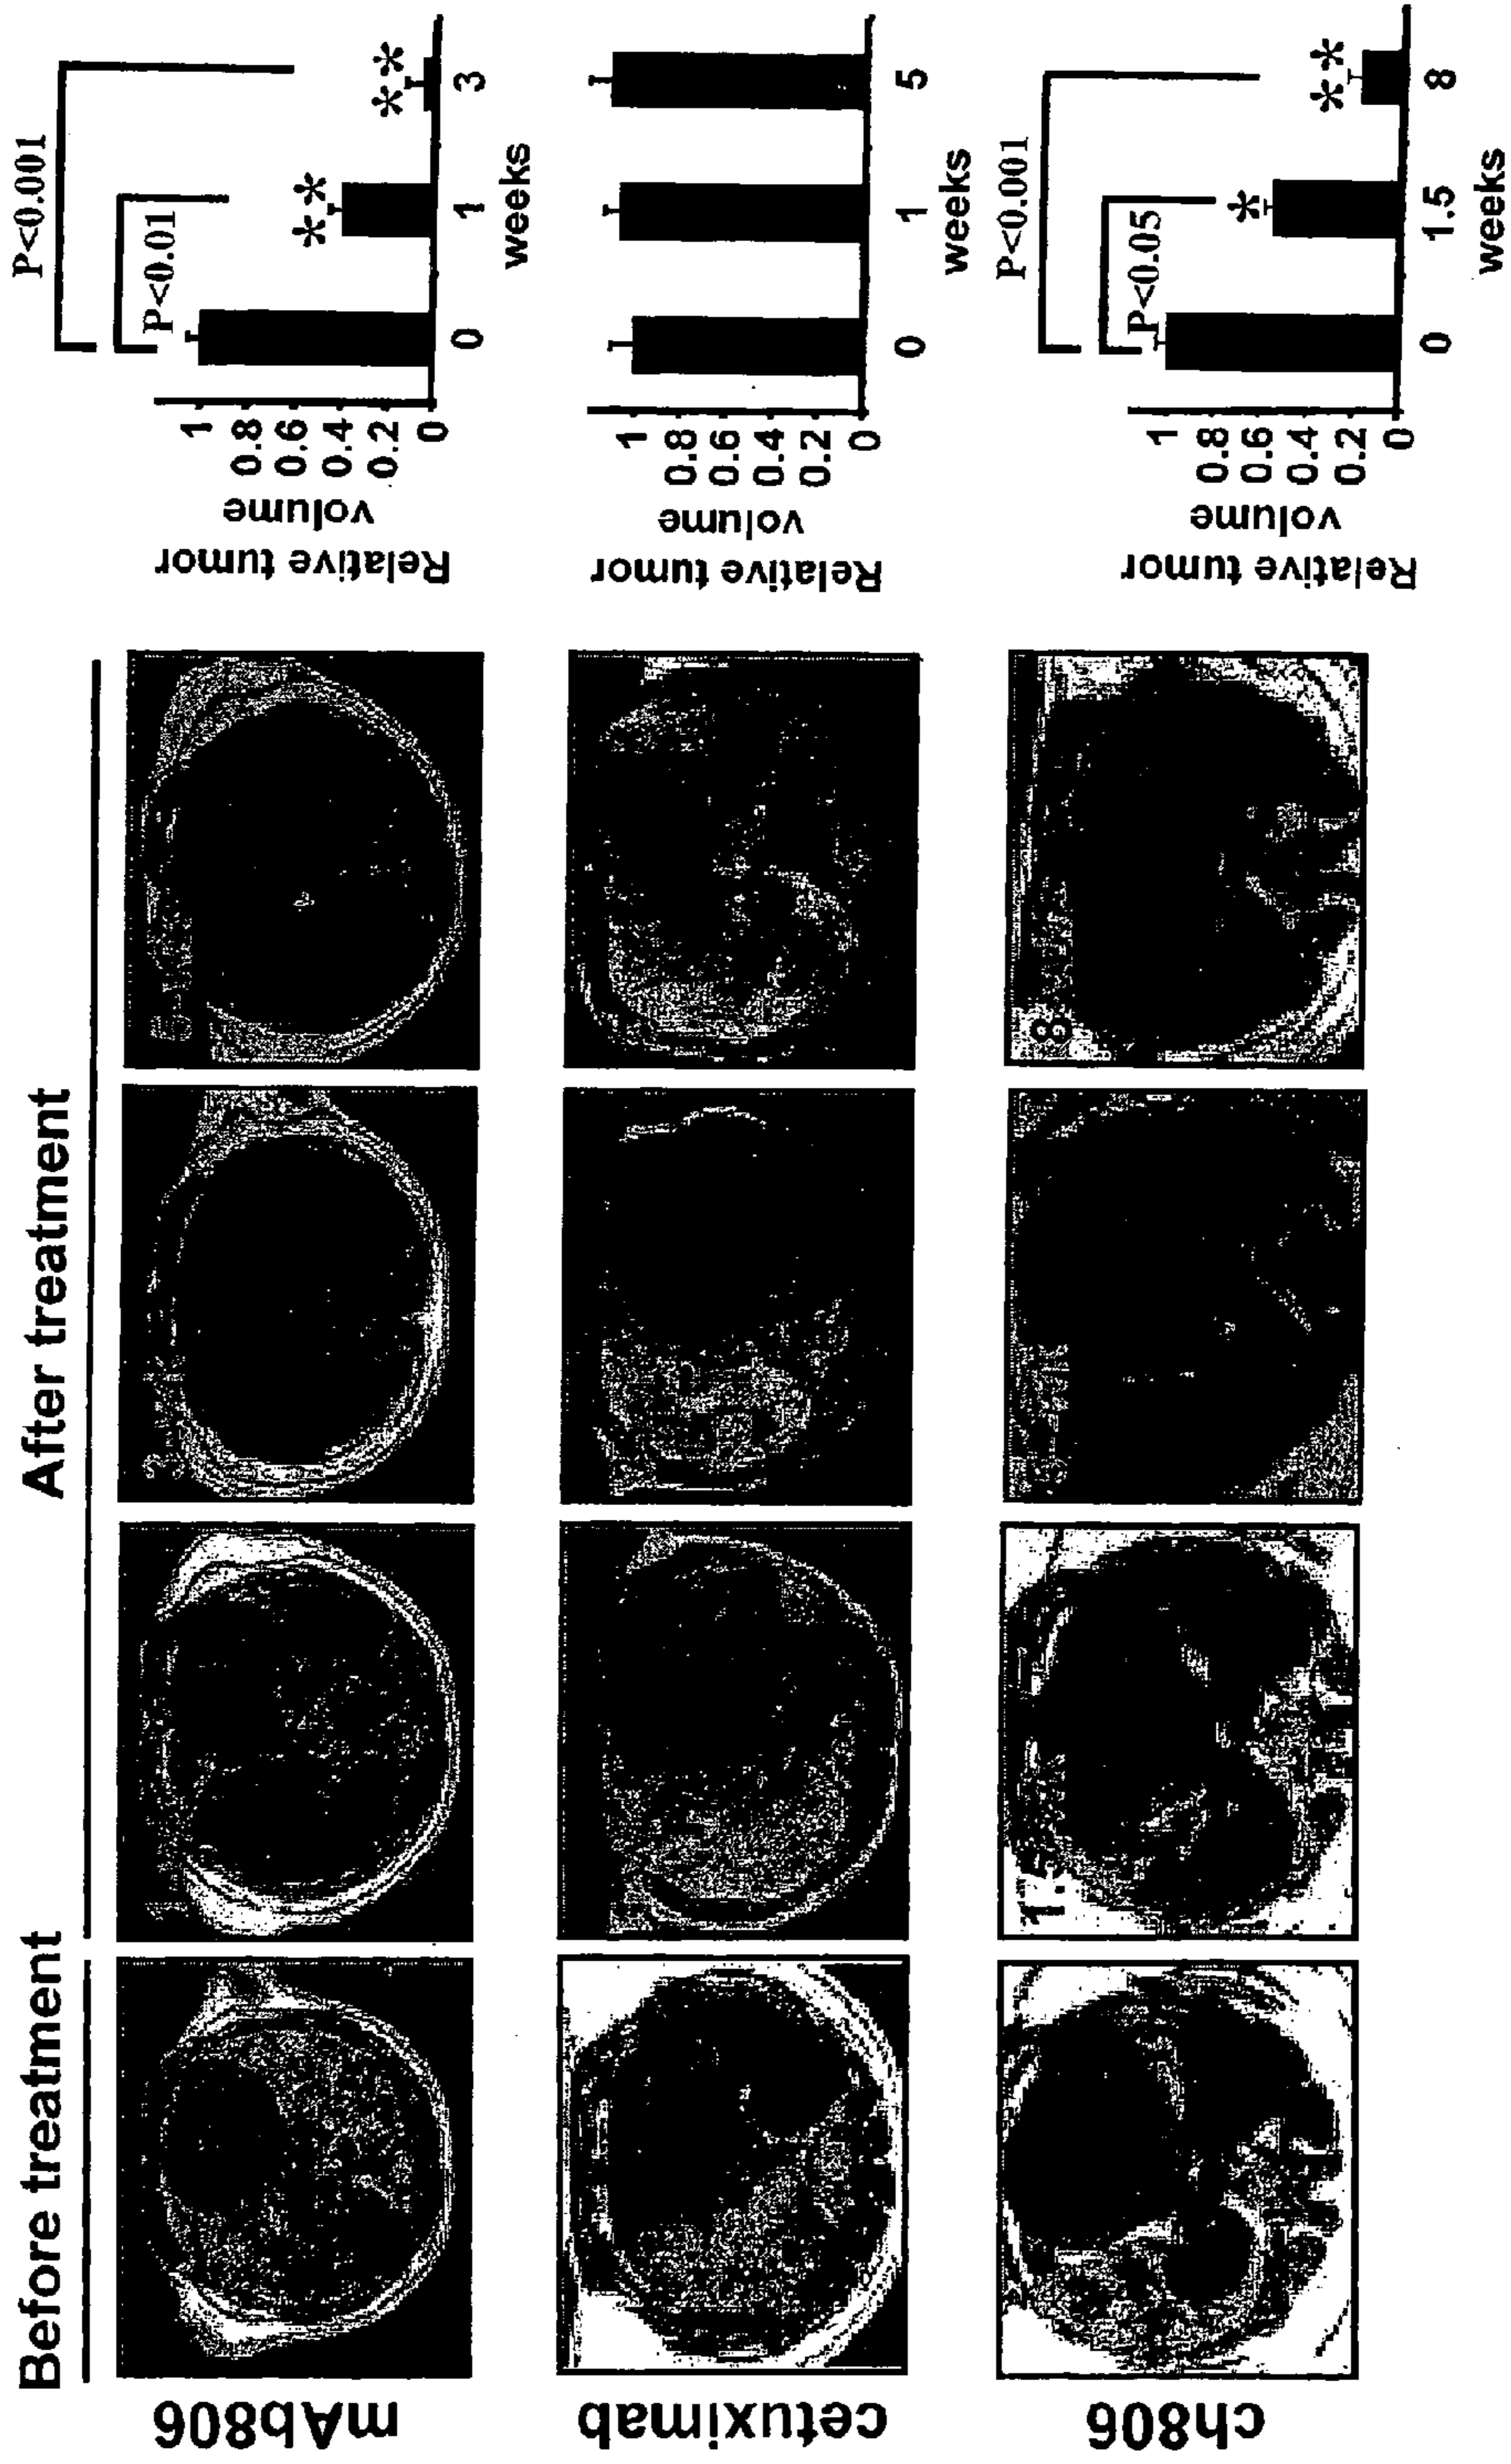 Before treatment
After treatment
mAb806
Relative tumor
volume
1
0.8
0.6
0.4
0.2
0
P<0.001
P<0.01
**
**
0
1
3
weeks
cetuximab
Relative tumor
volume
1
0.8
0.6
0.4
0.2
0
0
1
5
weeks
ch806
8
Relative tumor
volume
1
0.8
0.6
0.4
0.2
0
P<0.001
P<0.05
*
**
0
1.5
8
weeks